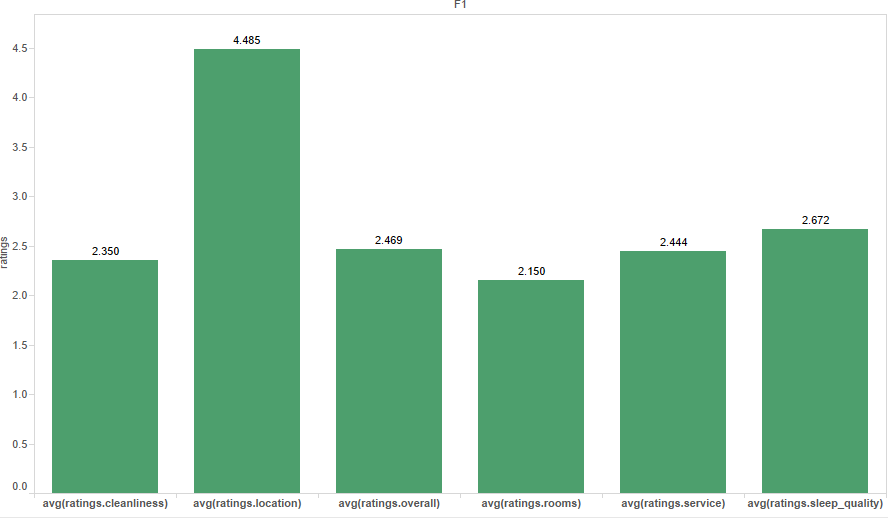 F1
4.5
4.0
3.5
3.0
2.5
2.0
1.5
1.0
0.5
0.0
ratings
2.350
4.485
2.469
2.150
2.444
2.672
avg(ratings.cleanliness)
avg(ratings.location)
avg(ratings.overall)
avg(ratings.rooms)
avg(ratings.service)
avg(ratings.sleep_quality)